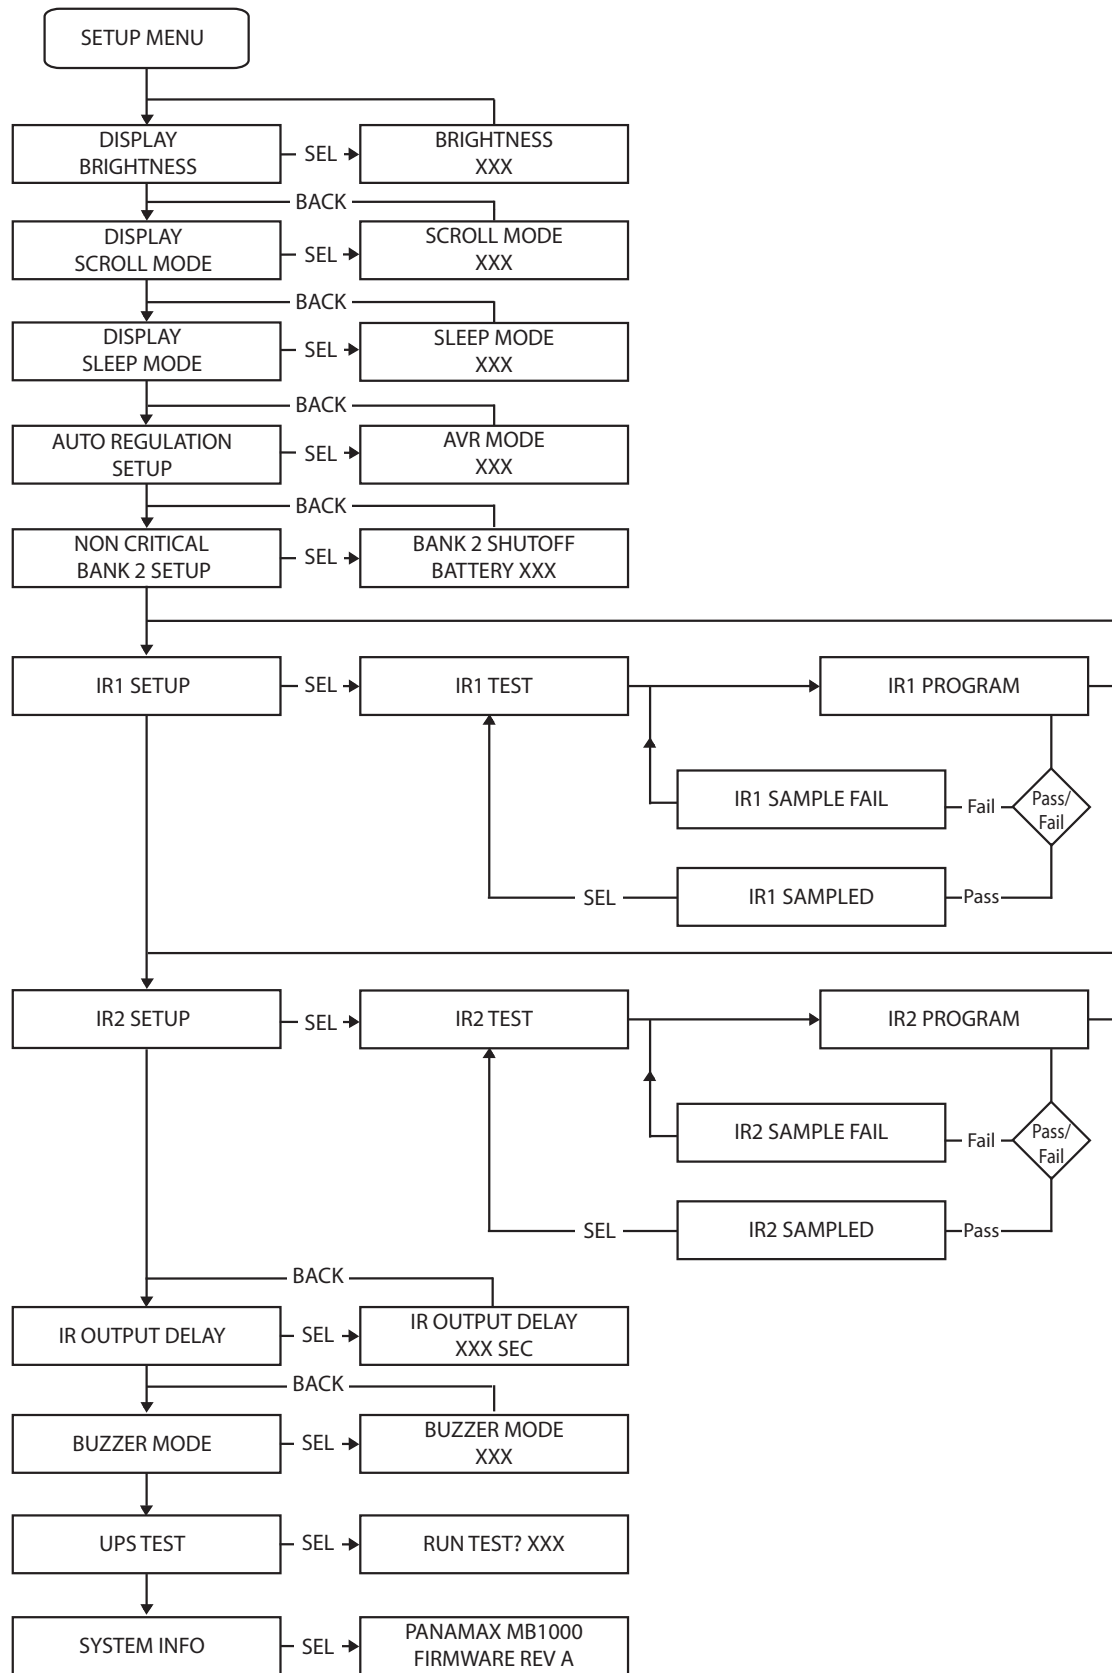 SETUP MENU
DISPLAY
BRIGHTNESS
SEL
BRIGHTNESS
XXX
BACK
DISPLAY
SCROLL MODE
SEL
SCROLL MODE
XXX
BACK
DISPLAY
SLEEP MODE
SEL
SLEEP MODE
XXX
BACK
AUTO REGULATION
SETUP
SEL
AVR MODE
XXX
BACK
NON CRITICAL
BANK 2 SETUP
SEL
BANK 2 SHUTOFF
BATTERY XXX
IR1 SETUP
SEL
IR1 TEST
IR1 PROGRAM
IR1 SAMPLE FAIL
Fail
Pass/
Fail
SEL
IR1 SAMPLED
Pass
IR2 SETUP
SEL
IR2 TEST
IR2 PROGRAM
IR2 SAMPLE FAIL
Fail
Pass/
Fail
SEL
IR2 SAMPLED
Pass
BACK
IR OUTPUT DELAY
SEL
IR OUTPUT DELAY
XXX SEC
BACK
BUZZER MODE
SEL
BUZZER MODE
XXX
UPS TEST
SEL
RUN TEST? XXX
SYSTEM INFO
SEL
PANAMAX MB1000
FIRMWARE REV A